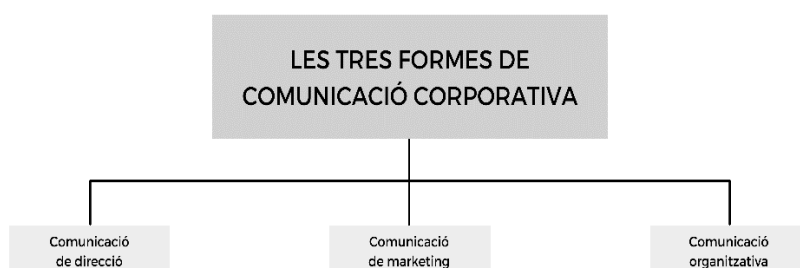 LES TRES FORMES DE
COMUNICACIÓ CORPORATIVA
Comunicació
de direcció
Comunicació
de marketing
Comunicació
organitzativa